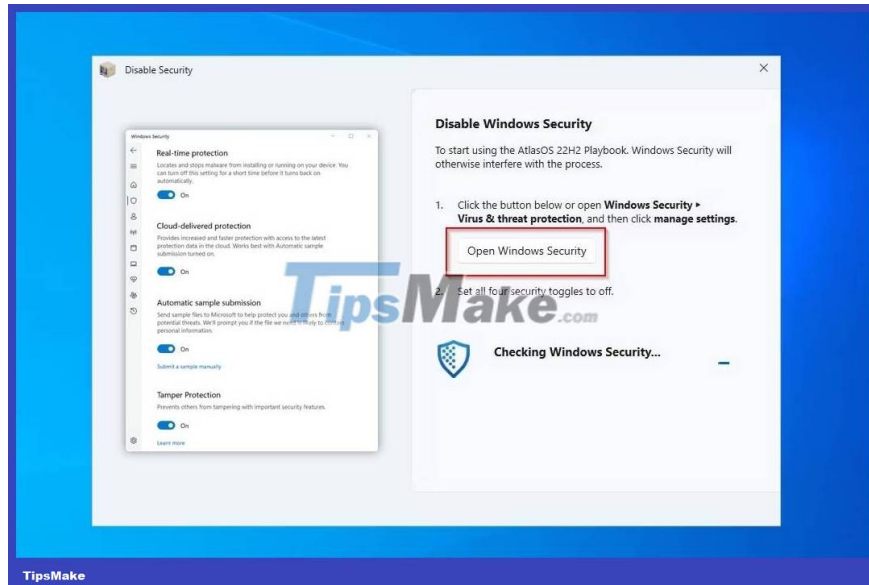 Disable Security
Windows Security
Real-time protection
Locates and stops malware from installing or running on your device. You
can turn off this setting for a short time before it turns back on
automatically.
On
Cloud-delivered protection
Provides increased and faster protection with access to the latest
protection data in the cloud. Works best with Automatic sample
submission turned on.
On
Automatic sample submission
Send sample files to Microsoft to help protect you and others from
potential threats. We'll prompt you if the file we need is likely to contain
personal information.
On
Submit a sample manually
Tamper Protection
Prevents others from tampering with important security features.
On
Learn more
Disable Windows Security
To start using the AtlasOS 22H2 Playbook. Windows Security will
otherwise interfere with the process.
1. Click the button below or open Windows Security ▸
Virus & threat protection, and then click manage settings.
Open Windows Security
2. Set all four security toggles to off.
Checking Windows Security...
TipsMake.com
TipsMake